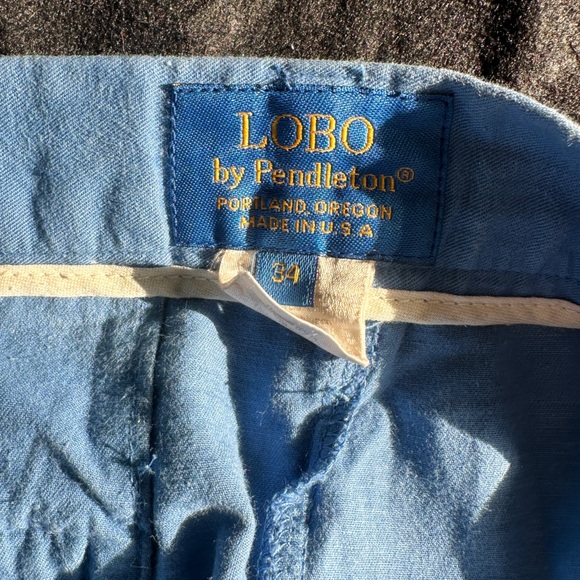 LOBO
by Pendleton®
PORTLAND, OREGON
MADE IN U.S.A
34